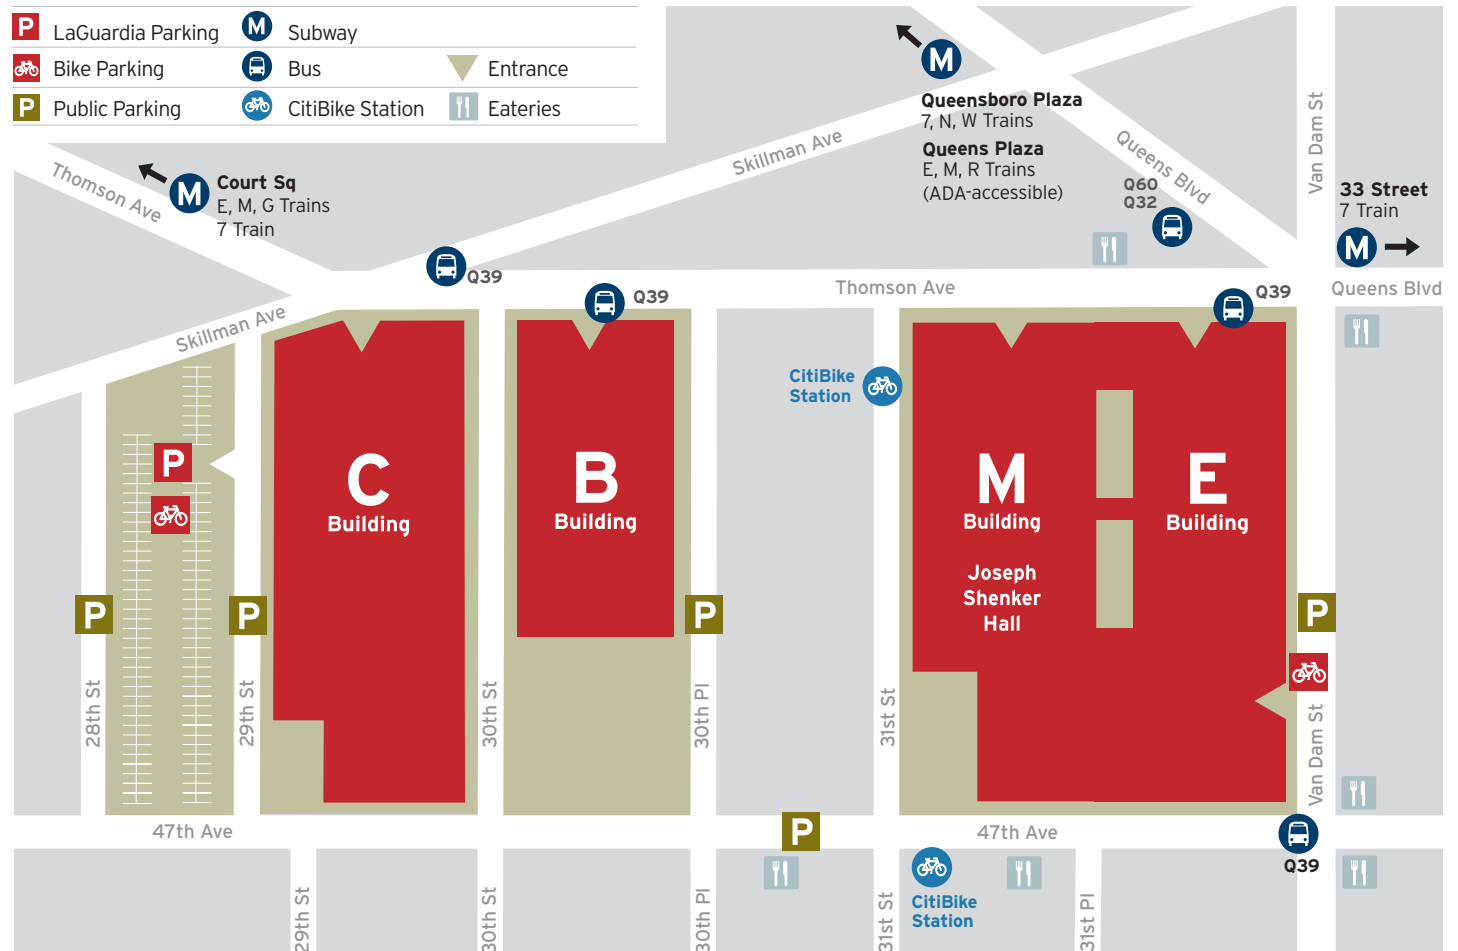 P LaGuardia Parking
M Subway
Bike Parking
Bus
Entrance
P Public Parking
CitiBike Station
Eateries
M
Queensboro Plaza
7, N, W Trains
Queens Plaza
E, M, R Trains
(ADA-accessible)
Skillman Ave
Queens Blvd
Van Dam St
Q60
Q32
33 Street
7 Train
M
Queens Blvd
Thomson Ave
M
Court Sq
E, M, G Trains
7 Train
Q39
Q39
Thomson Ave
Q39
Skillman Ave
CitiBike
Station
P
C
Building
B
Building
M
Building
Joseph
Shenker
Hall
E
Building
P
P
P
P
28th St
29th St
30th St
30th Pl
31st St
Van Dam St
47th Ave
P
47th Ave
Q39
CitiBike
Station
29th St
30th St
30th Pl
31st St
31st Pl